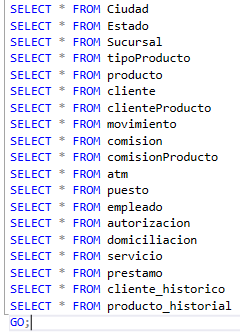 SELECT * FROM Ciudad
SELECT * FROM Estado
SELECT * FROM Sucursal
SELECT * FROM tipoProducto
SELECT * FROM producto
SELECT * FROM cliente
SELECT * FROM clienteProducto
SELECT * FROM movimiento
SELECT * FROM comision
SELECT * FROM comisionProducto
SELECT * FROM atm
SELECT * FROM puesto
SELECT * FROM empleado
SELECT * FROM autorizacion
SELECT * FROM domiciliacion
SELECT * FROM servicio
SELECT * FROM prestamo
SELECT * FROM cliente_historico
SELECT * FROM producto_historial
GO;